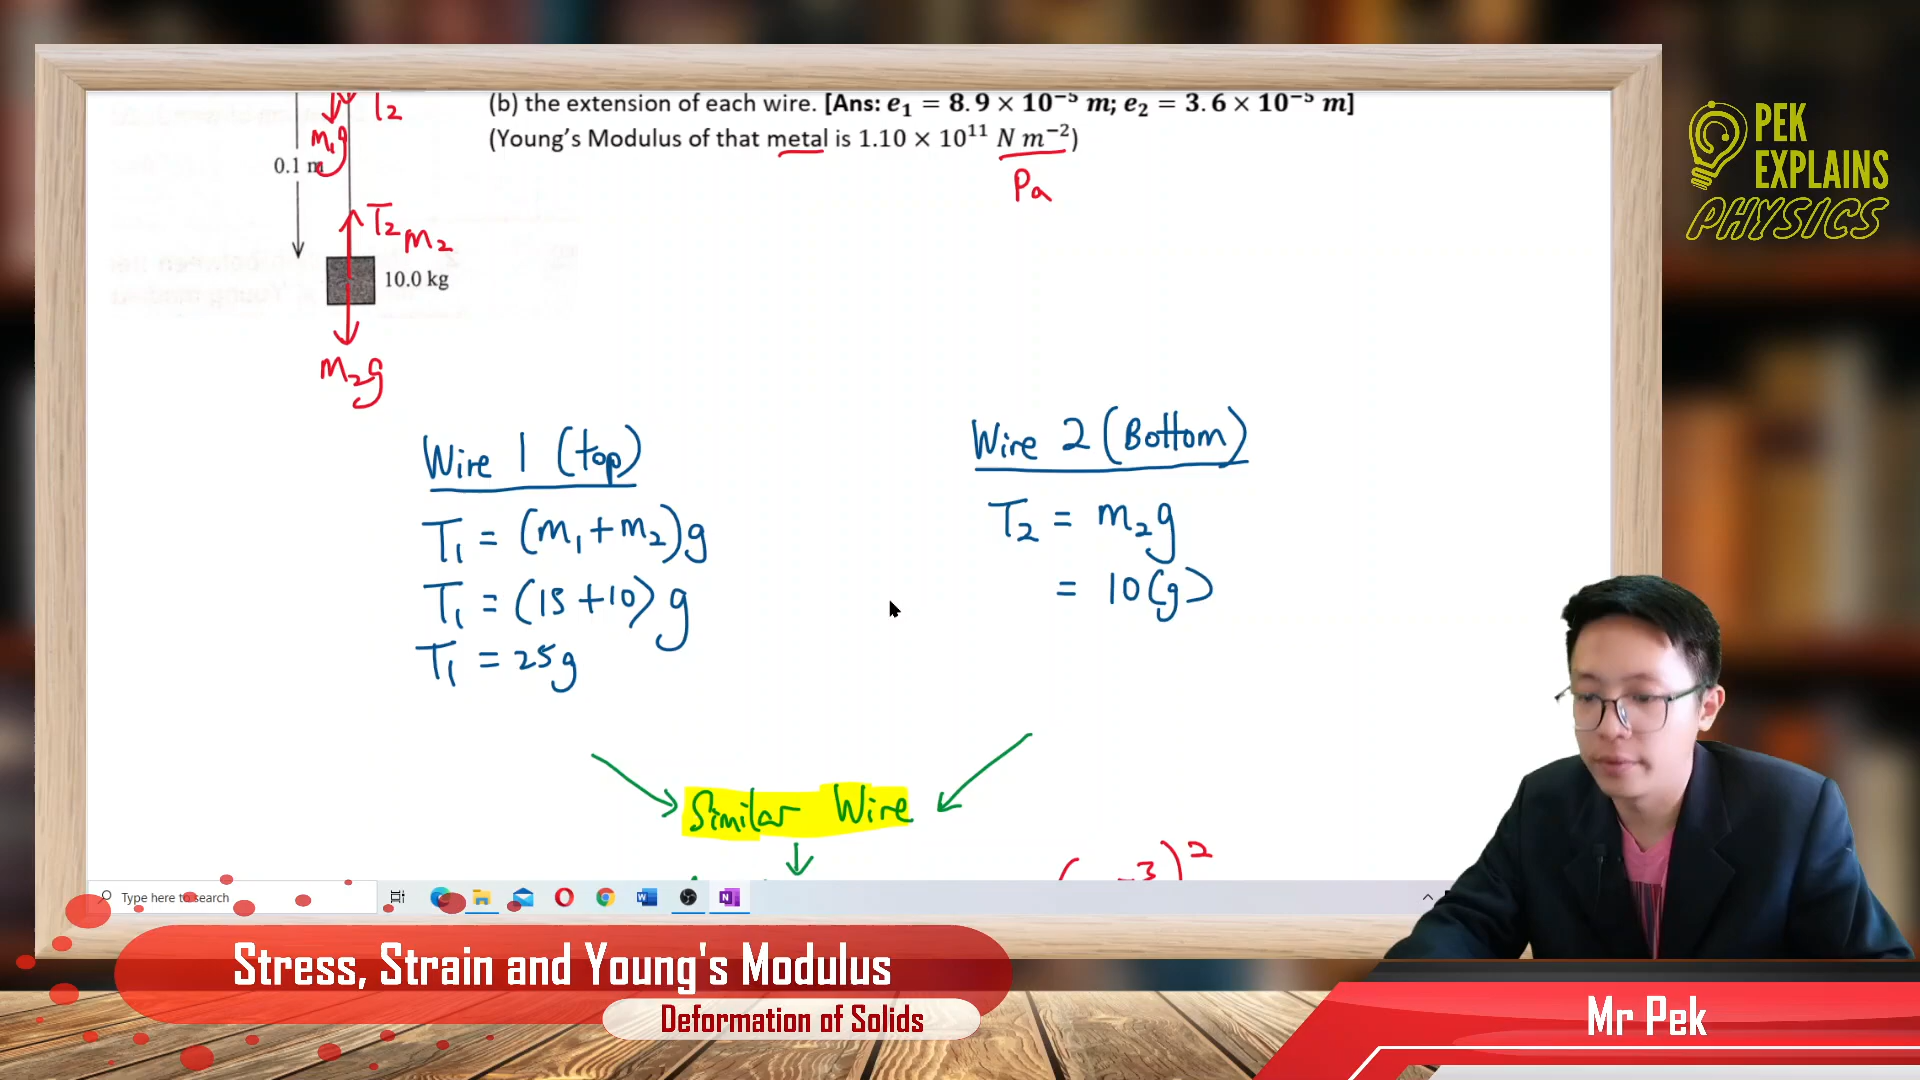 (b) the extension of each wire. [Ans: e₁ = 8.9 × 10⁻⁵ m; e₂ = 3.6 × 10⁻⁵ m]
(Young's Modulus of that metal is 1.10 × 10¹¹ N m⁻²)
Pa
T₂
m₁g
0.1 m
T₂
m₂
10.0 kg
m₂g
Wire 1 (top)
T₁ = (m₁+m₂)g
T₁ = (15+10)g
T₁ = 25g
Wire 2 (Bottom)
T₂ = m₂g
= 10(g)
Similar Wire
PEK
EXPLAINS
PHYSICS
Type here to search
Stress, Strain and Young's Modulus
Deformation of Solids
Mr Pek